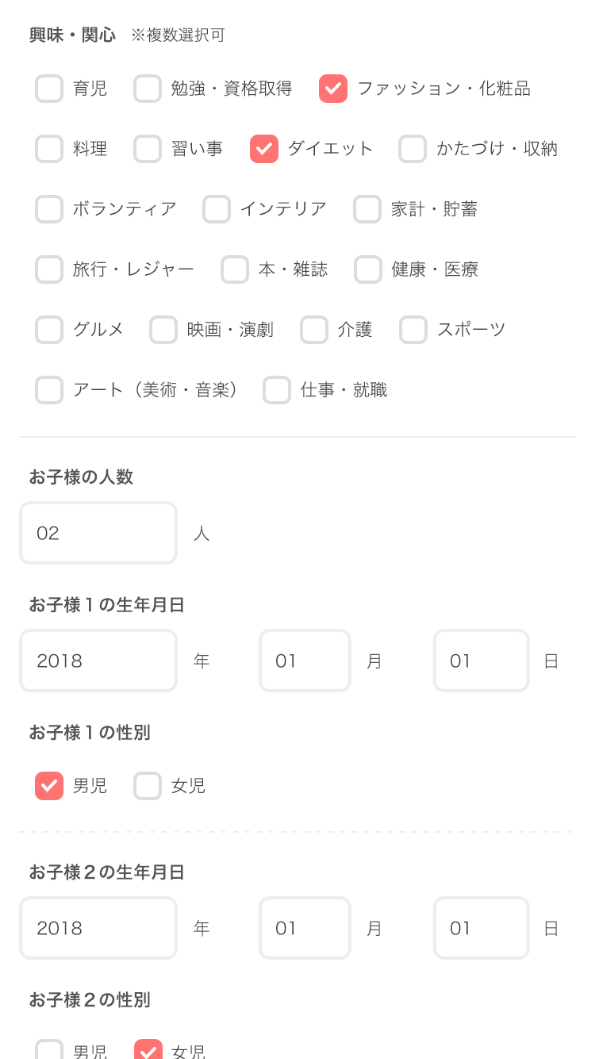 興味・関心 ※複数選択可
育児 勉強・資格取得 ファッション・化粧品
料理 習い事 ダイエット かたづけ・収納
ボランティア インテリア 家計・貯蓄
旅行・レジャー 本・雑誌 健康・医療
グルメ 映画・演劇 介護 スポーツ
アート（美術・音楽） 仕事・就職
お子様の人数
02 人
お子様１の生年月日
2018 年 01 月 01 日
お子様１の性別
男児 女児
お子様２の生年月日
2018 年 01 月 01 日
お子様２の性別
男児 女児